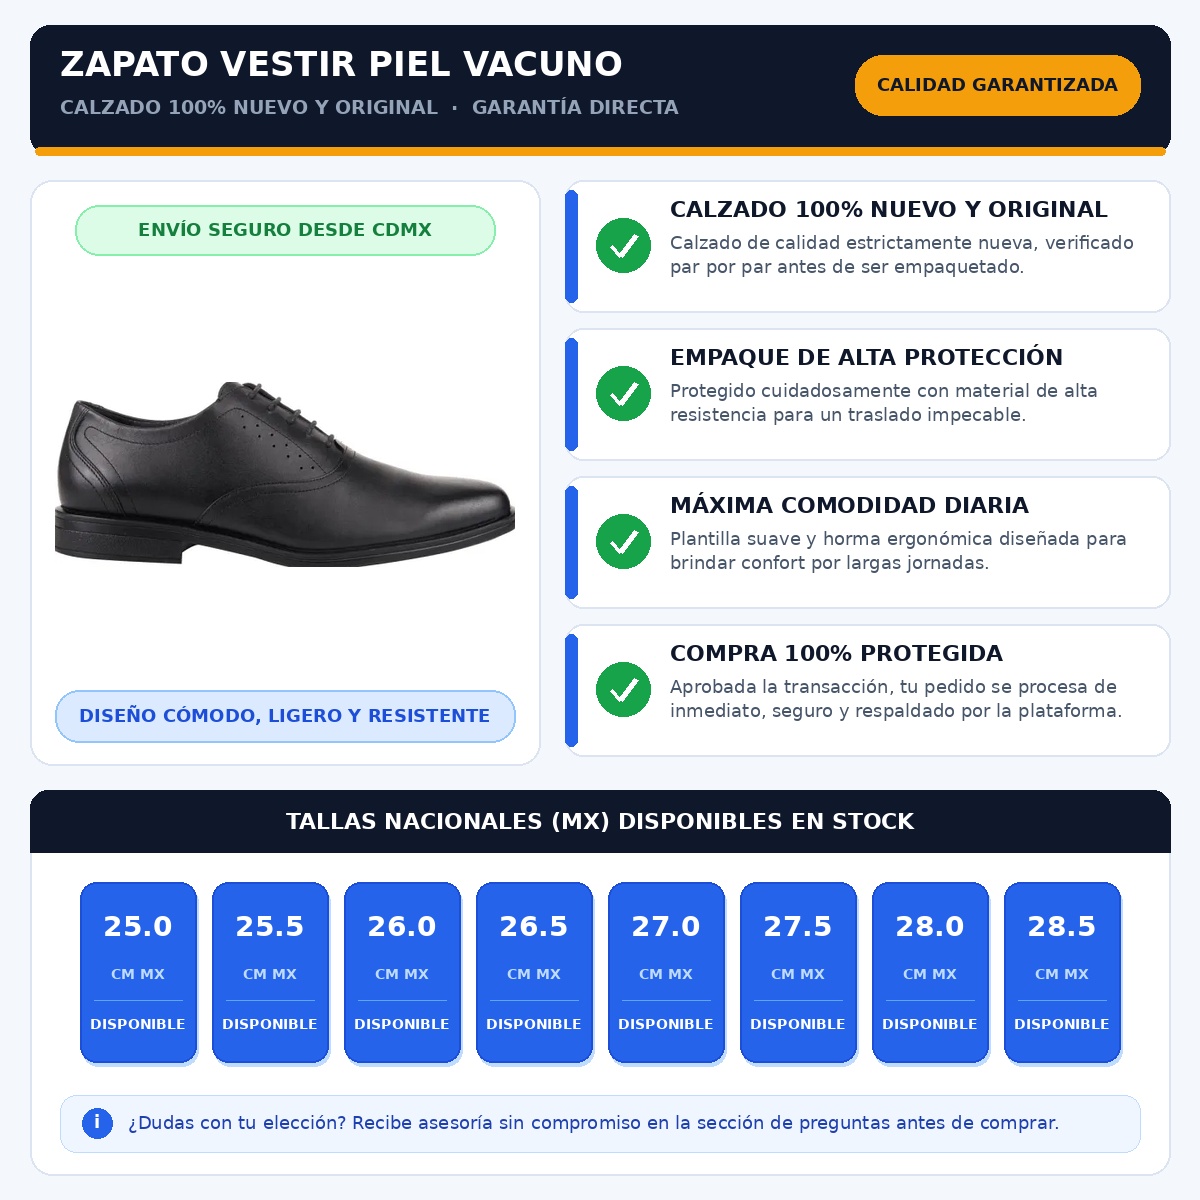 ZAPATO VESTIR PIEL VACUNO
CALZADO 100% NUEVO Y ORIGINAL · GARANTÍA DIRECTA
CALIDAD GARANTIZADA
ENVÍO SEGURO DESDE CDMX
DISEÑO CÓMODO, LIGERO Y RESISTENTE
CALZADO 100% NUEVO Y ORIGINAL
Calzado de calidad estrictamente nueva, verificado
par por par antes de ser empaquetado.
EMPAQUE DE ALTA PROTECCIÓN
Protegido cuidadosamente con material de alta
resistencia para un traslado impecable.
MÁXIMA COMODIDAD DIARIA
Plantilla suave y horma ergonómica diseñada para
brindar confort por largas jornadas.
COMPRA 100% PROTEGIDA
Aprobada la transacción, tu pedido se procesa de
inmediato, seguro y respaldado por la plataforma.
TALLAS NACIONALES (MX) DISPONIBLES EN STOCK
25.0 25.5 26.0 26.5 27.0 27.5 28.0 28.5
CM MX CM MX CM MX CM MX CM MX CM MX CM MX CM MX
DISPONIBLE DISPONIBLE DISPONIBLE DISPONIBLE DISPONIBLE DISPONIBLE DISPONIBLE DISPONIBLE
i ¿Dudas con tu elección? Recibe asesoría sin compromiso en la sección de preguntas antes de comprar.